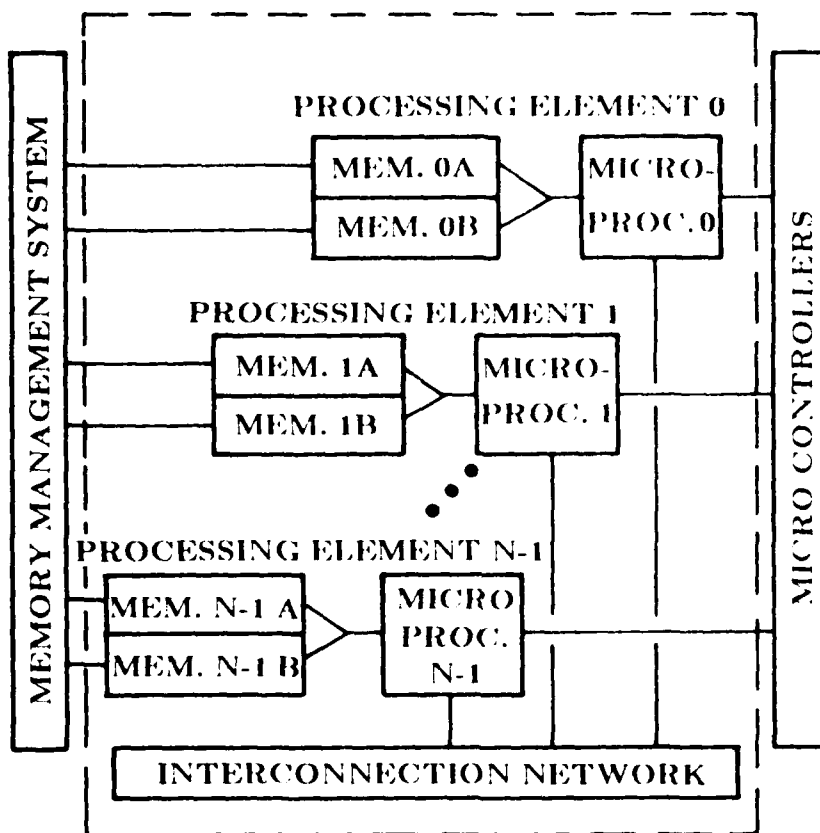 MEMORY MANAGEMENT SYSTEM
PROCESSING ELEMENT 0
MEM. 0A
MEM. 0B
MICRO-
PROC. 0
PROCESSING ELEMENT 1
MEM. 1A
MEM. 1B
MICRO-
PROC. 1
PROCESSING ELEMENT N-1
MEM. N-1 A
MEM. N-1 B
MICRO
PROC.
N-1
INTERCONNECTION NETWORK
MICRO CONTROLLERS